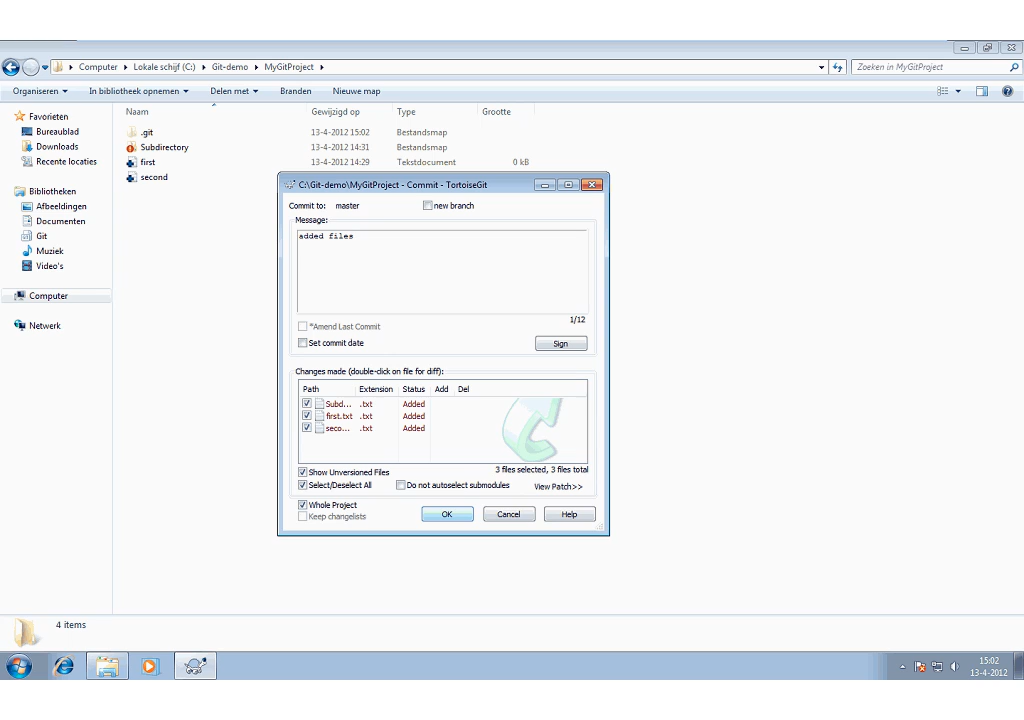 Computer Lokale schijf (C:) Git-demo MyGitProject
Zoeken in MyGitProject
Organiseren In bibliotheek opnemen Delen met Branden Nieuwe map
Naam Gewijzigd op Type Grootte
Favorieten
Bureaublad
Downloads
Recente locaties
Bibliotheken
Afbeeldingen
Documenten
Git
Muziek
Video's
Computer
Netwerk
.git 13-4-2012 15:02 Bestandsmap
Subdirectory 13-4-2012 14:31 Bestandsmap
first 13-4-2012 14:29 Tekstdocument 0 kB
second
C:\Git-demo\MyGitProject - Commit - TortoiseGit
Commit to: master new branch
Message:
added files
1/12
*Amend Last Commit
Set commit date
Sign
Changes made (double-click on file for diff):
Path Extension Status Add Del
Subd... .txt Added
first.txt .txt Added
seco... .txt Added
Show Unversioned Files
3 files selected, 3 files total
Select/Deselect All
Do not autoselect submodules
View Patch>>
Whole Project
Keep changelists
OK Cancel Help
4 items
15:02
13-4-2012